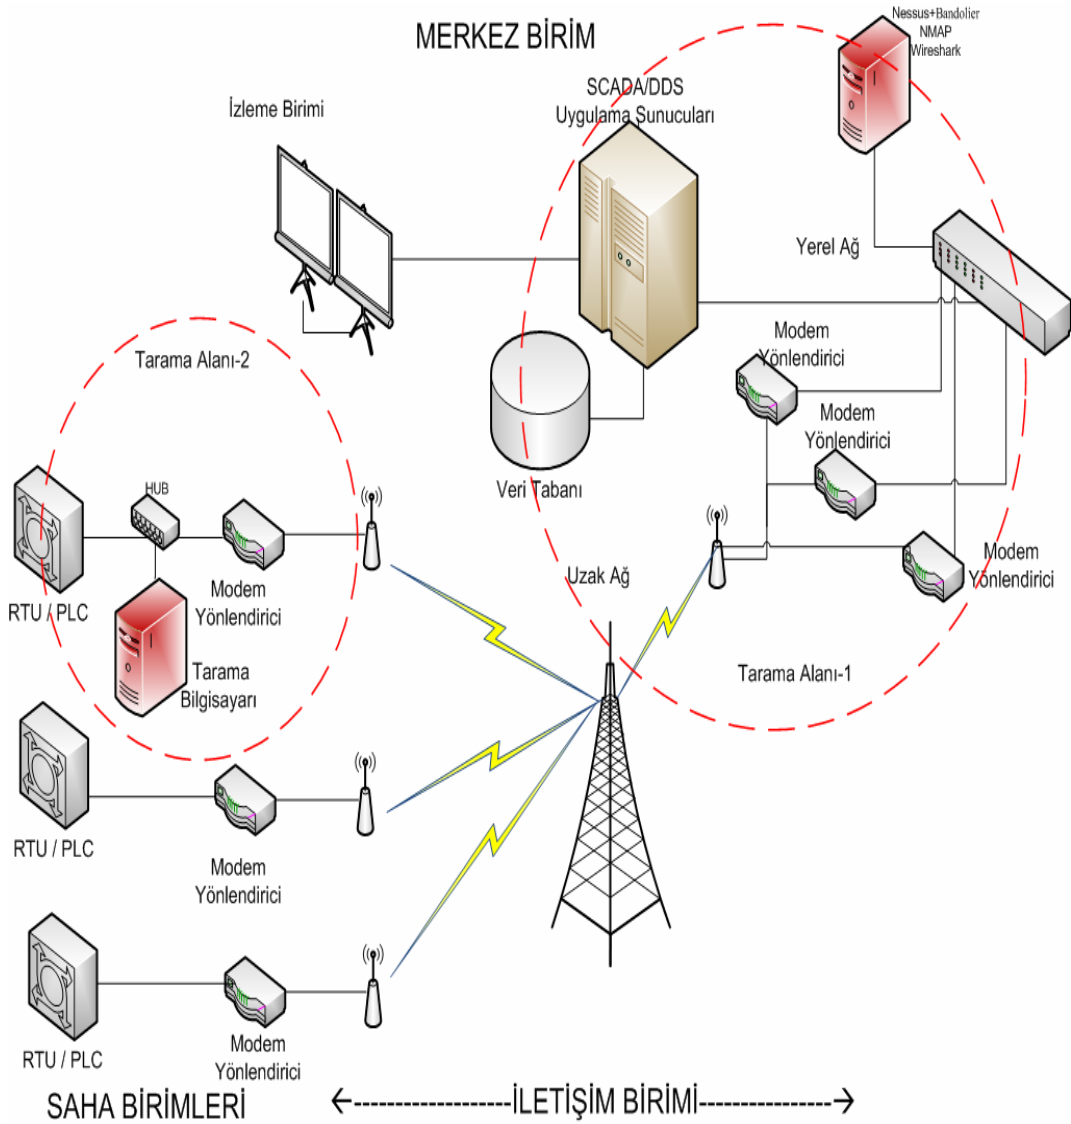 Nessus+Bandolier
NMAP
Wireshark
MERKEZ BİRİM
SCADA/DDS
Uygulama Şunucuları
İzleme Birimi
Yerel Ağ
Modem
Yönlendirici
Tarama Alanı-2
Modem
Yönlendirici
HUB
Veri Tabanı
Modem
Yönlendirici
Uzak Ağ
Modem
Yönlendirici
RTU / PLC
Tarama
Bilgisayarı
Tarama Alanı-1
RTU / PLC
Modem
Yönlendirici
RTU / PLC
Modem
Yönlendirici
SAHA BİRİMLERİ
←--------------------İLETİŞİM BİRİMİ----------------→